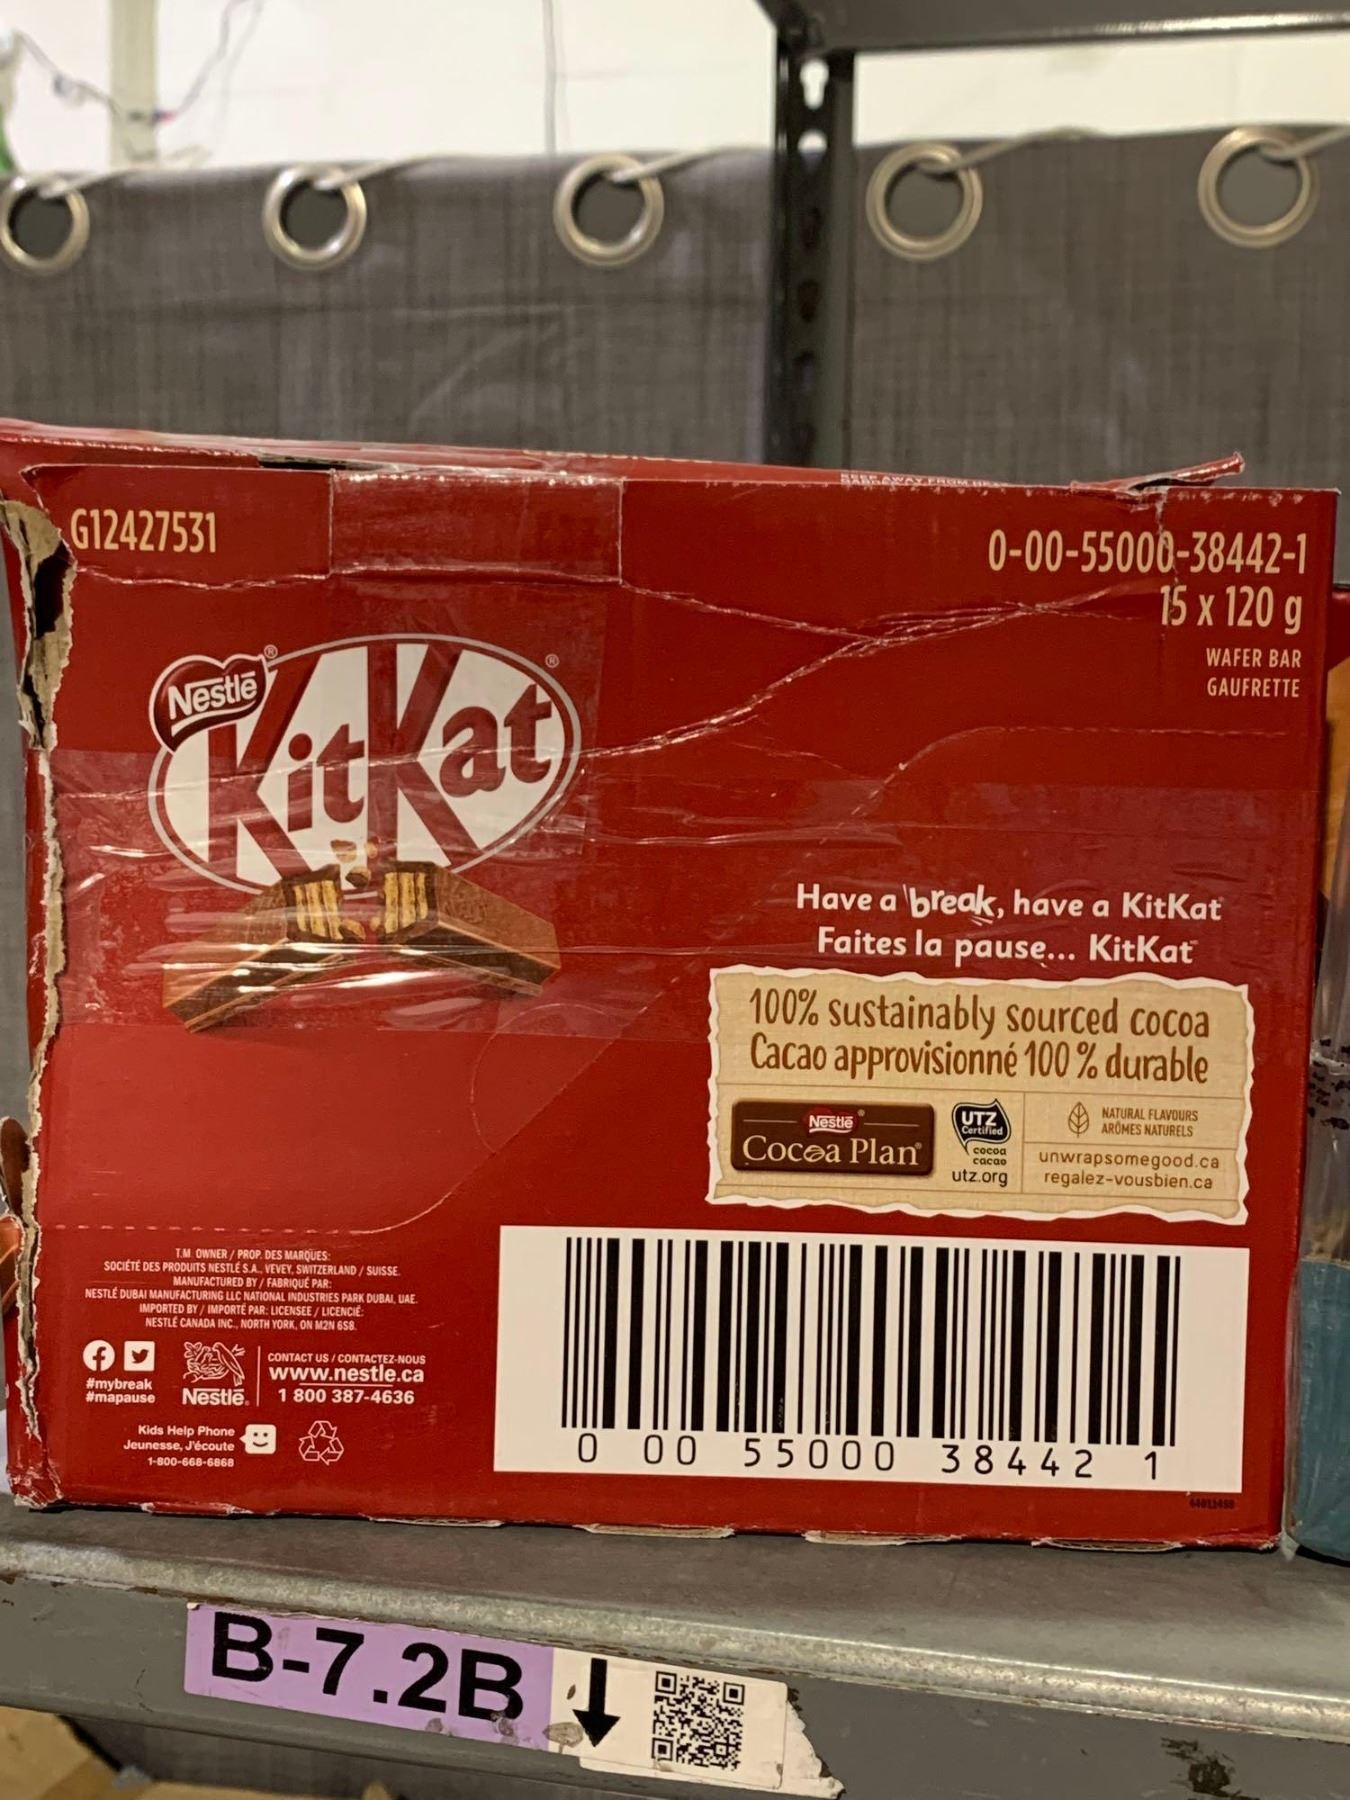 KEEP AWAY FROM
G12427531
0-00-55000-38442-1
15 x 120 g
WAFER BAR
GAUFRETTE
Nestlé®
KitKat®
Have a break, have a KitKat
Faites la pause... KitKat
100% sustainably sourced cocoa
Cacao approvisionné 100 % durable
Nestlé®
Cocoa Plan®
UTZ
Certified
cocoa
cacao
utz.org
NATURAL FLAVOURS
ARÔMES NATURELS
unwrapsomegood.ca
regalez-vousbien.ca
T.M. OWNER / PROP. DES MARQUES:
SOCIÉTÉ DES PRODUITS NESTLÉ S.A., VEVEY, SWITZERLAND / SUISSE.
MANUFACTURED BY / FABRIQUÉ PAR:
NESTLÉ DUBAI MANUFACTURING LLC NATIONAL INDUSTRIES PARK DUBAI, UAE.
IMPORTED BY / IMPORTÉ PAR: LICENSEE / LICENCIÉ:
NESTLÉ CANADA INC., NORTH YORK, ON M2N 6S8.
#mybreak
#mapause
Nestlé®
CONTACT US / CONTACTEZ-NOUS
www.nestle.ca
1 800 387-4636
Kids Help Phone
Jeunesse, J'écoute
1-800-668-6868
0 00 55000 38442 1
B-7.2B